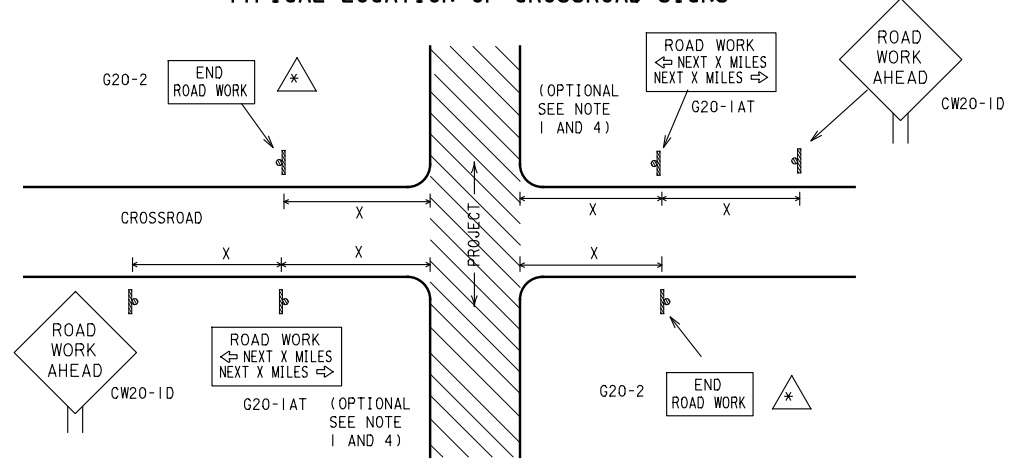 TYPICAL LOCATION OF CROSSROAD SIGNS
G20-2
END
ROAD WORK
*
(OPTIONAL
SEE NOTE
1 AND 4)
ROAD WORK
⇦ NEXT X MILES
NEXT X MILES ⇨
G20-1AT
ROAD
WORK
AHEAD
CW20-1D
X
X
X
CROSSROAD
PROJECT
X
X
X
ROAD
WORK
AHEAD
CW20-1D
ROAD WORK
⇦ NEXT X MILES
NEXT X MILES ⇨
G20-1AT
(OPTIONAL
SEE NOTE
1 AND 4)
G20-2
END
ROAD WORK
*